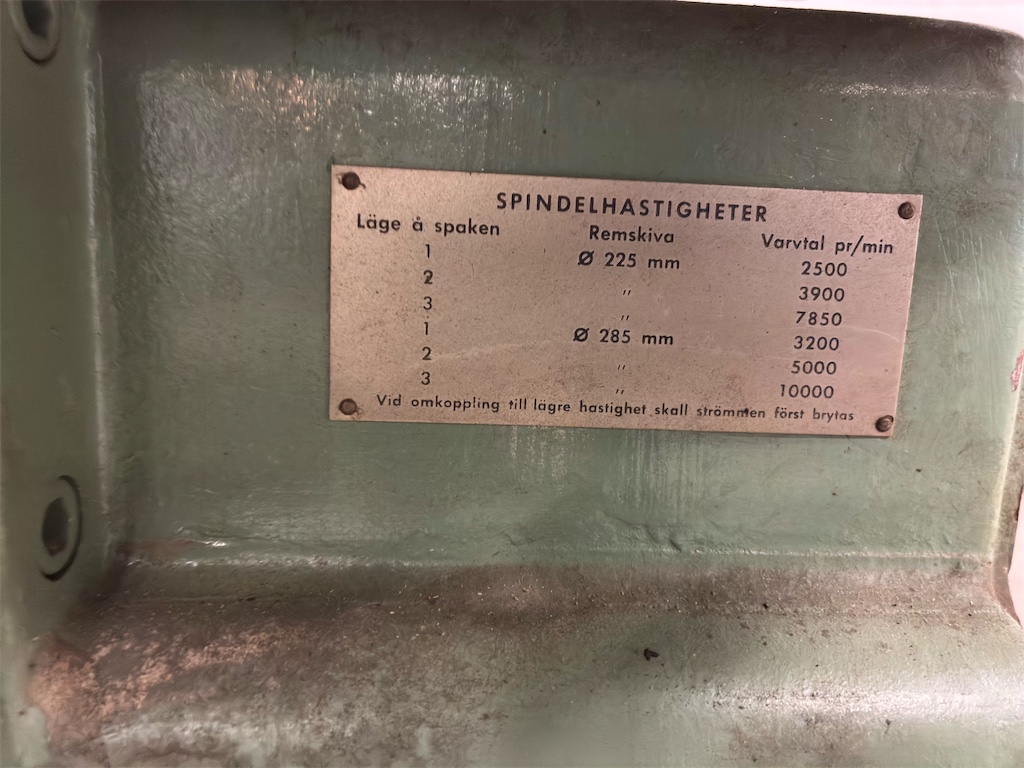 SPINDELHASTIGHETER
Läge å spaken Remskiva Varvtal pr/min
1 Ø 225 mm 2500
2 " 3900
3 " 7850
1 Ø 285 mm 3200
2 " 5000
3 " 10000
Vid omkoppling till lägre hastighet skall strömmen först brytas